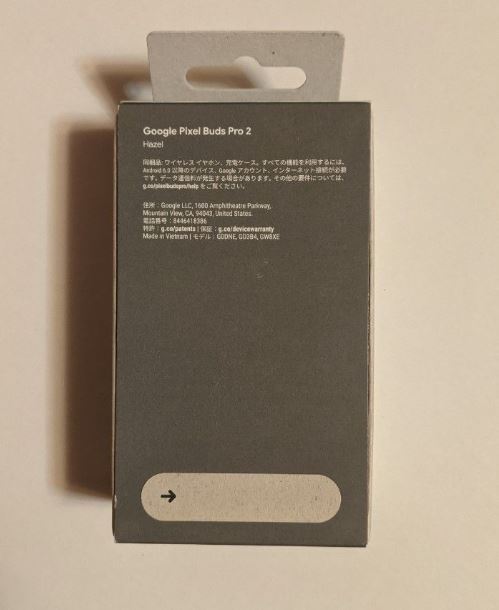 Google Pixel Buds Pro 2
Hazel
同梱品: ワイヤレス イヤホン、充電ケース。すべての機能を利用するには、
Android 6.0 以降のデバイス、Google アカウント、インターネット接続が必要
です。データ通信料が発生する場合があります。その他の要件については、
g.co/pixelbudspro/help をご覧ください。
住所：Google LLC, 1600 Amphitheatre Parkway,
Mountain View, CA, 94043, United States.
電話番号：8446418386
特許：g.co/patents | 保証：g.co/devicewarranty
Made in Vietnam | モデル：G0DNE, GD3B4, GW8XE